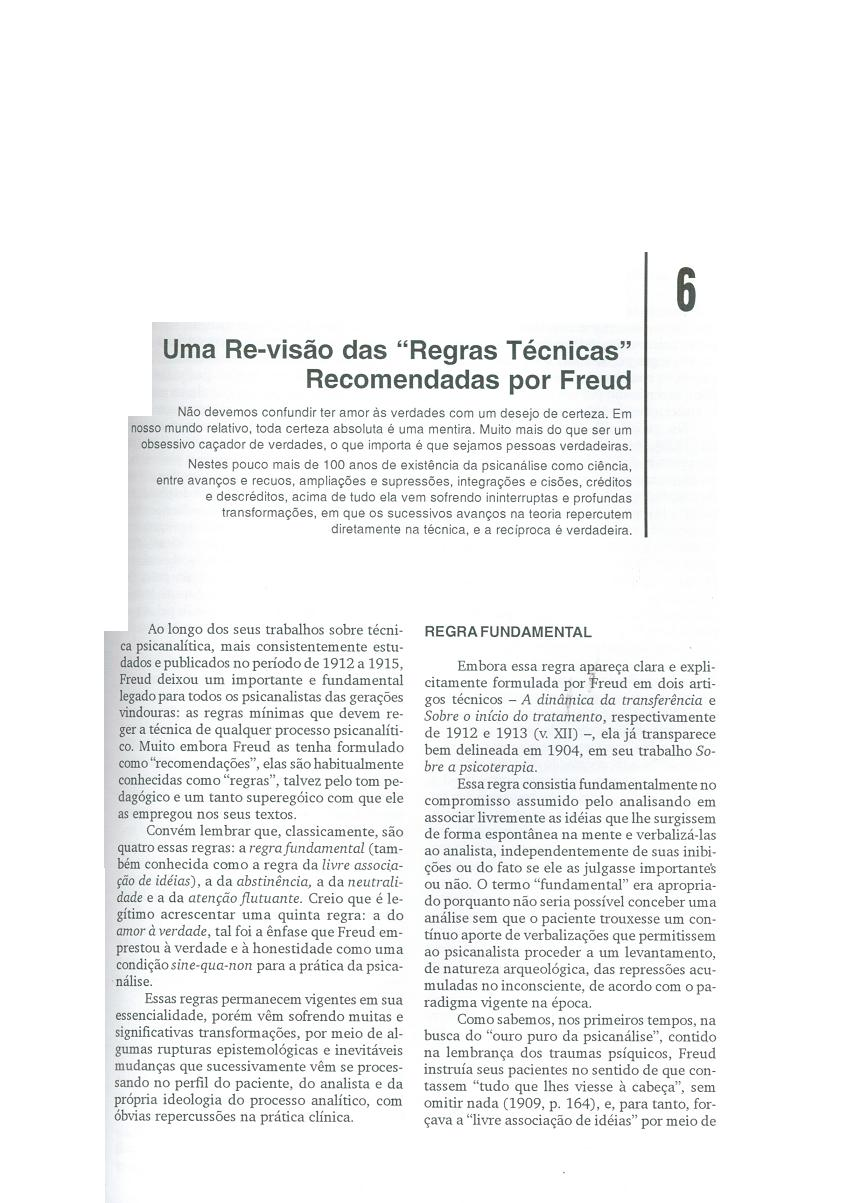 6
Uma Re-visão das “Regras Técnicas”
Recomendadas por Freud
Não devemos confundir ter amor às verdades com um desejo de certeza. Em
nosso mundo relativo, toda certeza absoluta é uma mentira. Muito mais do que ser um
obsessivo caçador de verdades, o que importa é que sejamos pessoas verdadeiras.
Nestes pouco mais de 100 anos de existência da psicanálise como ciência,
entre avanços e recuos, ampliações e supressões, integrações e cisões, créditos
e descréditos, acima de tudo ela vem sofrendo ininterruptas e profundas
transformações, em que os sucessivos avanços na teoria repercutem
diretamente na técnica, e a recíproca é verdadeira.
Ao longo dos seus trabalhos sobre técni-
ca psicanalítica, mais consistentemente estu-
dados e publicados no período de 1912 a 1915,
Freud deixou um importante e fundamental
legado para todos os psicanalistas das gerações
vindouras: as regras mínimas que devem re-
ger a técnica de qualquer processo psicanalíti-
co. Muito embora Freud as tenha formulado
como “recomendações”, elas são habitualmente
conhecidas como “regras”, talvez pelo tom pe-
dagógico e um tanto superegóico com que ele
as empregou nos seus textos.
Convém lembrar que, classicamente, são
quatro essas regras: a regra fundamental (tam-
bém conhecida como a regra da livre associa-
ção de idéias), a da abstinência, a da neutrali-
dade e a da atenção flutuante. Creio que é le-
gítimo acrescentar uma quinta regra: a do
amor à verdade, tal foi a ênfase que Freud em-
prestou à verdade e à honestidade como uma
condição sine-qua-non para a prática da psica-
nálise.
Essas regras permanecem vigentes em sua
essencialidade, porém vêm sofrendo muitas e
significativas transformações, por meio de al-
gumas rupturas epistemológicas e inevitáveis
mudanças que sucessivamente vêm se proces-
sando no perfil do paciente, do analista e da
própria ideologia do processo analítico, com
óbvias repercussões na prática clínica.
REGRA FUNDAMENTAL
Embora essa regra apareça clara e expli-
citamente formulada por Freud em dois arti-
gos técnicos – A dinâmica da transferência e
Sobre o início do tratamento, respectivamente
de 1912 e 1913 (v. XII) –, ela já transparece
bem delineada em 1904, em seu trabalho So-
bre a psicoterapia.
Essa regra consistia fundamentalmente no
compromisso assumido pelo analisando em
associar livremente as idéias que lhe surgissem
de forma espontânea na mente e verbalizá-las
ao analista, independentemente de suas inibi-
ções ou do fato se ele as julgasse importantes
ou não. O termo “fundamental” era apropria-
do porquanto não seria possível conceber uma
análise sem que o paciente trouxesse um con-
tínuo aporte de verbalizações que permitissem
ao psicanalista proceder a um levantamento,
de natureza arqueológica, das repressões acu-
muladas no inconsciente, de acordo com o pa-
radigma vigente na época.
Como sabemos, nos primeiros tempos, na
busca do “ouro puro da psicanálise”, contido
na lembrança dos traumas psíquicos, Freud
instruía seus pacientes no sentido de que con-
tassem “tudo que lhes viesse à cabeça”, sem
omitir nada (1909, p. 164), e, para tanto, for-
çava a “livre associação de idéias” por meio de